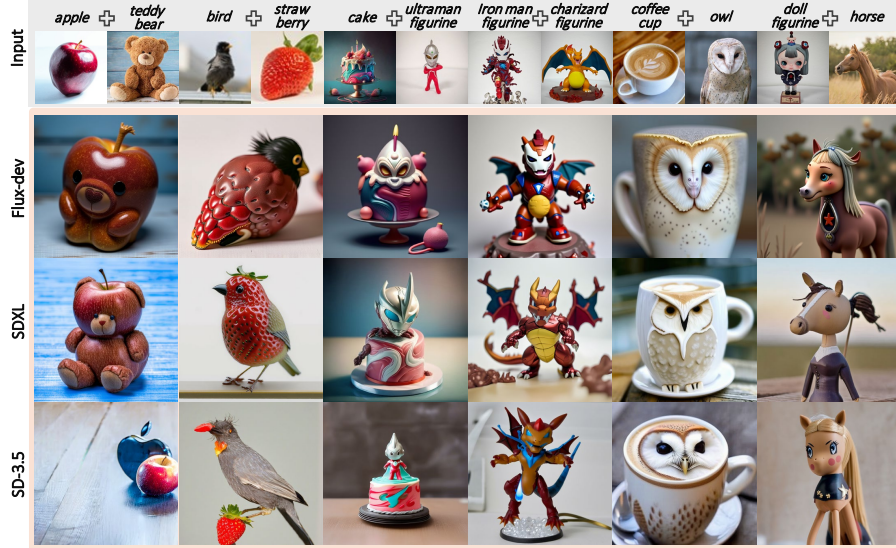 Input
apple + teddy bear
bird + straw berry
cake + ultraman figurine
Iron man figurine + charizard figurine
coffee cup + owl
doll figurine + horse
Flux-dev
SDXL
SD-3.5